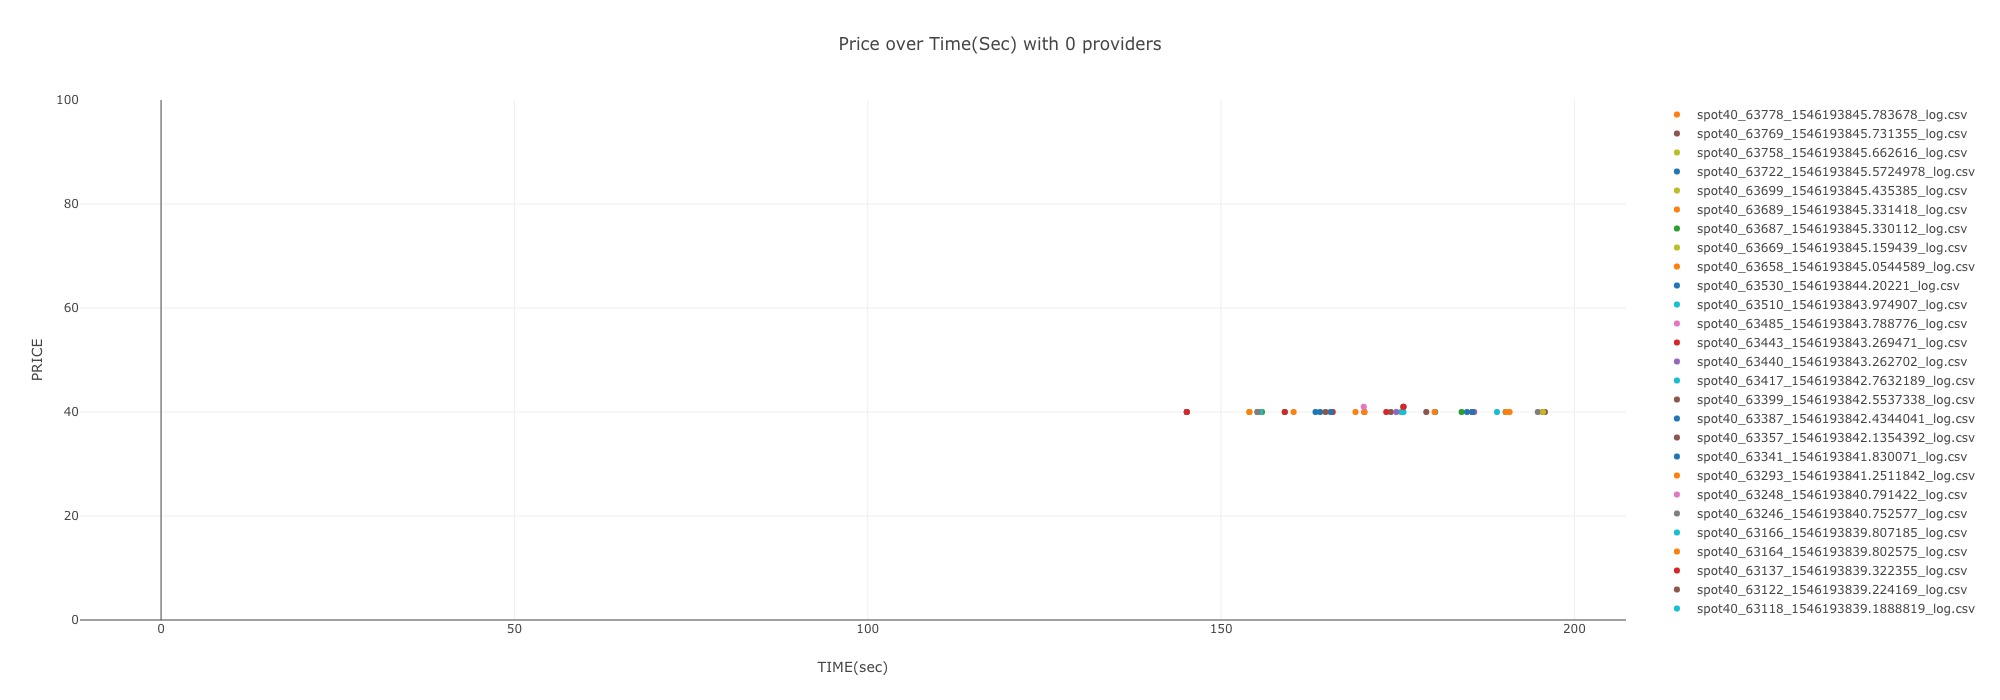 Price over Time(Sec) with 0 providers
100
80
60
40
20
0
PRICE
0 50 100 150 200
TIME(sec)
spot40_63778_1546193845.783678_log.csv
spot40_63769_1546193845.731355_log.csv
spot40_63758_1546193845.662616_log.csv
spot40_63722_1546193845.5724978_log.csv
spot40_63699_1546193845.435385_log.csv
spot40_63689_1546193845.331418_log.csv
spot40_63687_1546193845.330112_log.csv
spot40_63669_1546193845.159439_log.csv
spot40_63658_1546193845.0544589_log.csv
spot40_63530_1546193844.20221_log.csv
spot40_63510_1546193843.974907_log.csv
spot40_63485_1546193843.788776_log.csv
spot40_63443_1546193843.269471_log.csv
spot40_63440_1546193843.262702_log.csv
spot40_63417_1546193842.7632189_log.csv
spot40_63399_1546193842.5537338_log.csv
spot40_63387_1546193842.4344041_log.csv
spot40_63357_1546193842.1354392_log.csv
spot40_63341_1546193841.830071_log.csv
spot40_63293_1546193841.2511842_log.csv
spot40_63248_1546193840.791422_log.csv
spot40_63246_1546193840.752577_log.csv
spot40_63166_1546193839.807185_log.csv
spot40_63164_1546193839.802575_log.csv
spot40_63137_1546193839.322355_log.csv
spot40_63122_1546193839.224169_log.csv
spot40_63118_1546193839.1888819_log.csv